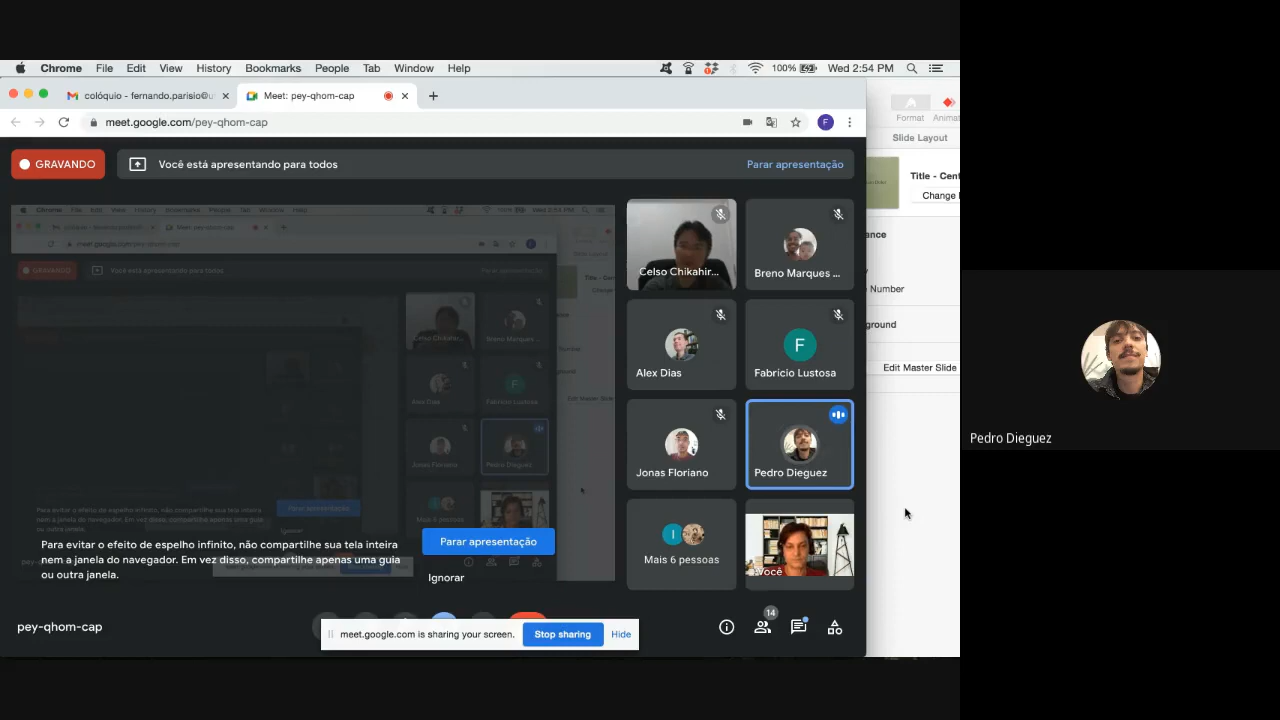 Chrome File Edit View History Bookmarks People Tab Window Help 100% Wed 2:54 PM
colóquio - fernando.parisio@u
Meet: pey-qhom-cap
meet.google.com/pey-qhom-cap
F
Format Animat
Slide Layout
GRAVANDO
Você está apresentando para todos
Parar apresentação
Title - Cent
Change
Celso Chikahir...
Breno Marques ...
ance
Number
ground
Edit Master Slide
Alex Dias
F
Fabricio Lustosa
Jonas Floriano
Pedro Dieguez
Pedro Dieguez
I
Mais 6 pessoas
Você
Para evitar o efeito de espelho infinito, não compartilhe sua tela inteira
nem a janela do navegador. Em vez disso, compartilhe apenas uma guia
ou outra janela.
Parar apresentação
Ignorar
pey-qhom-cap
meet.google.com is sharing your screen.
Stop sharing
Hide
14